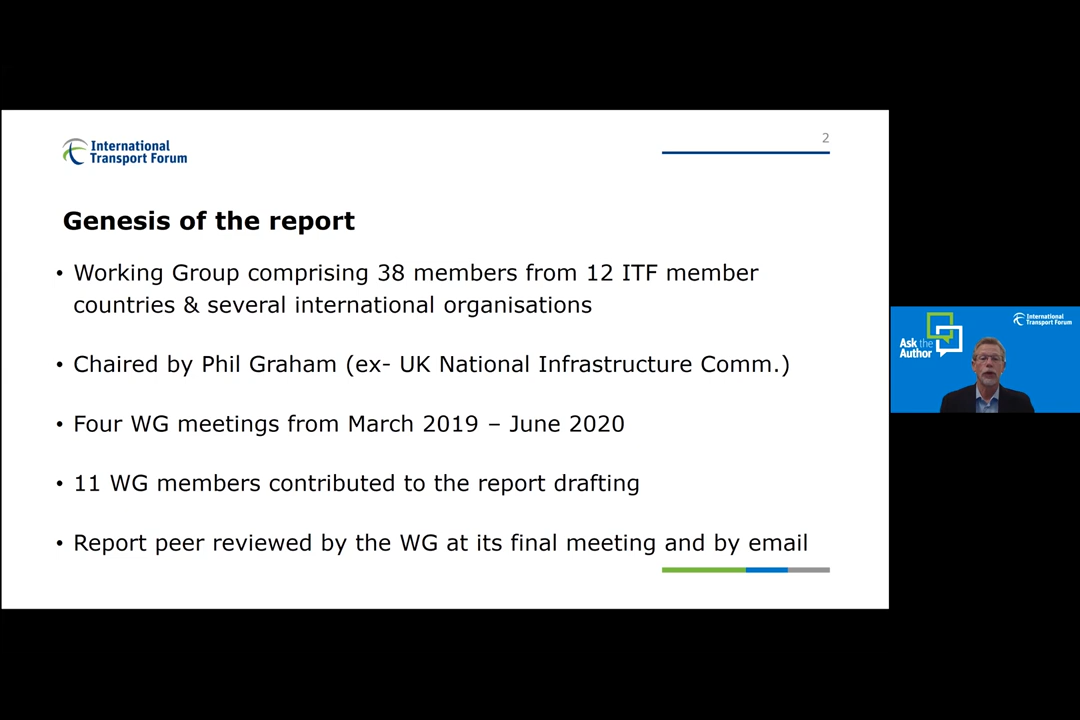 International
Transport Forum
2
Genesis of the report
• Working Group comprising 38 members from 12 ITF member
countries & several international organisations
• Chaired by Phil Graham (ex- UK National Infrastructure Comm.)
• Four WG meetings from March 2019 – June 2020
• 11 WG members contributed to the report drafting
• Report peer reviewed by the WG at its final meeting and by email
Ask the
Author
International
Transport Forum